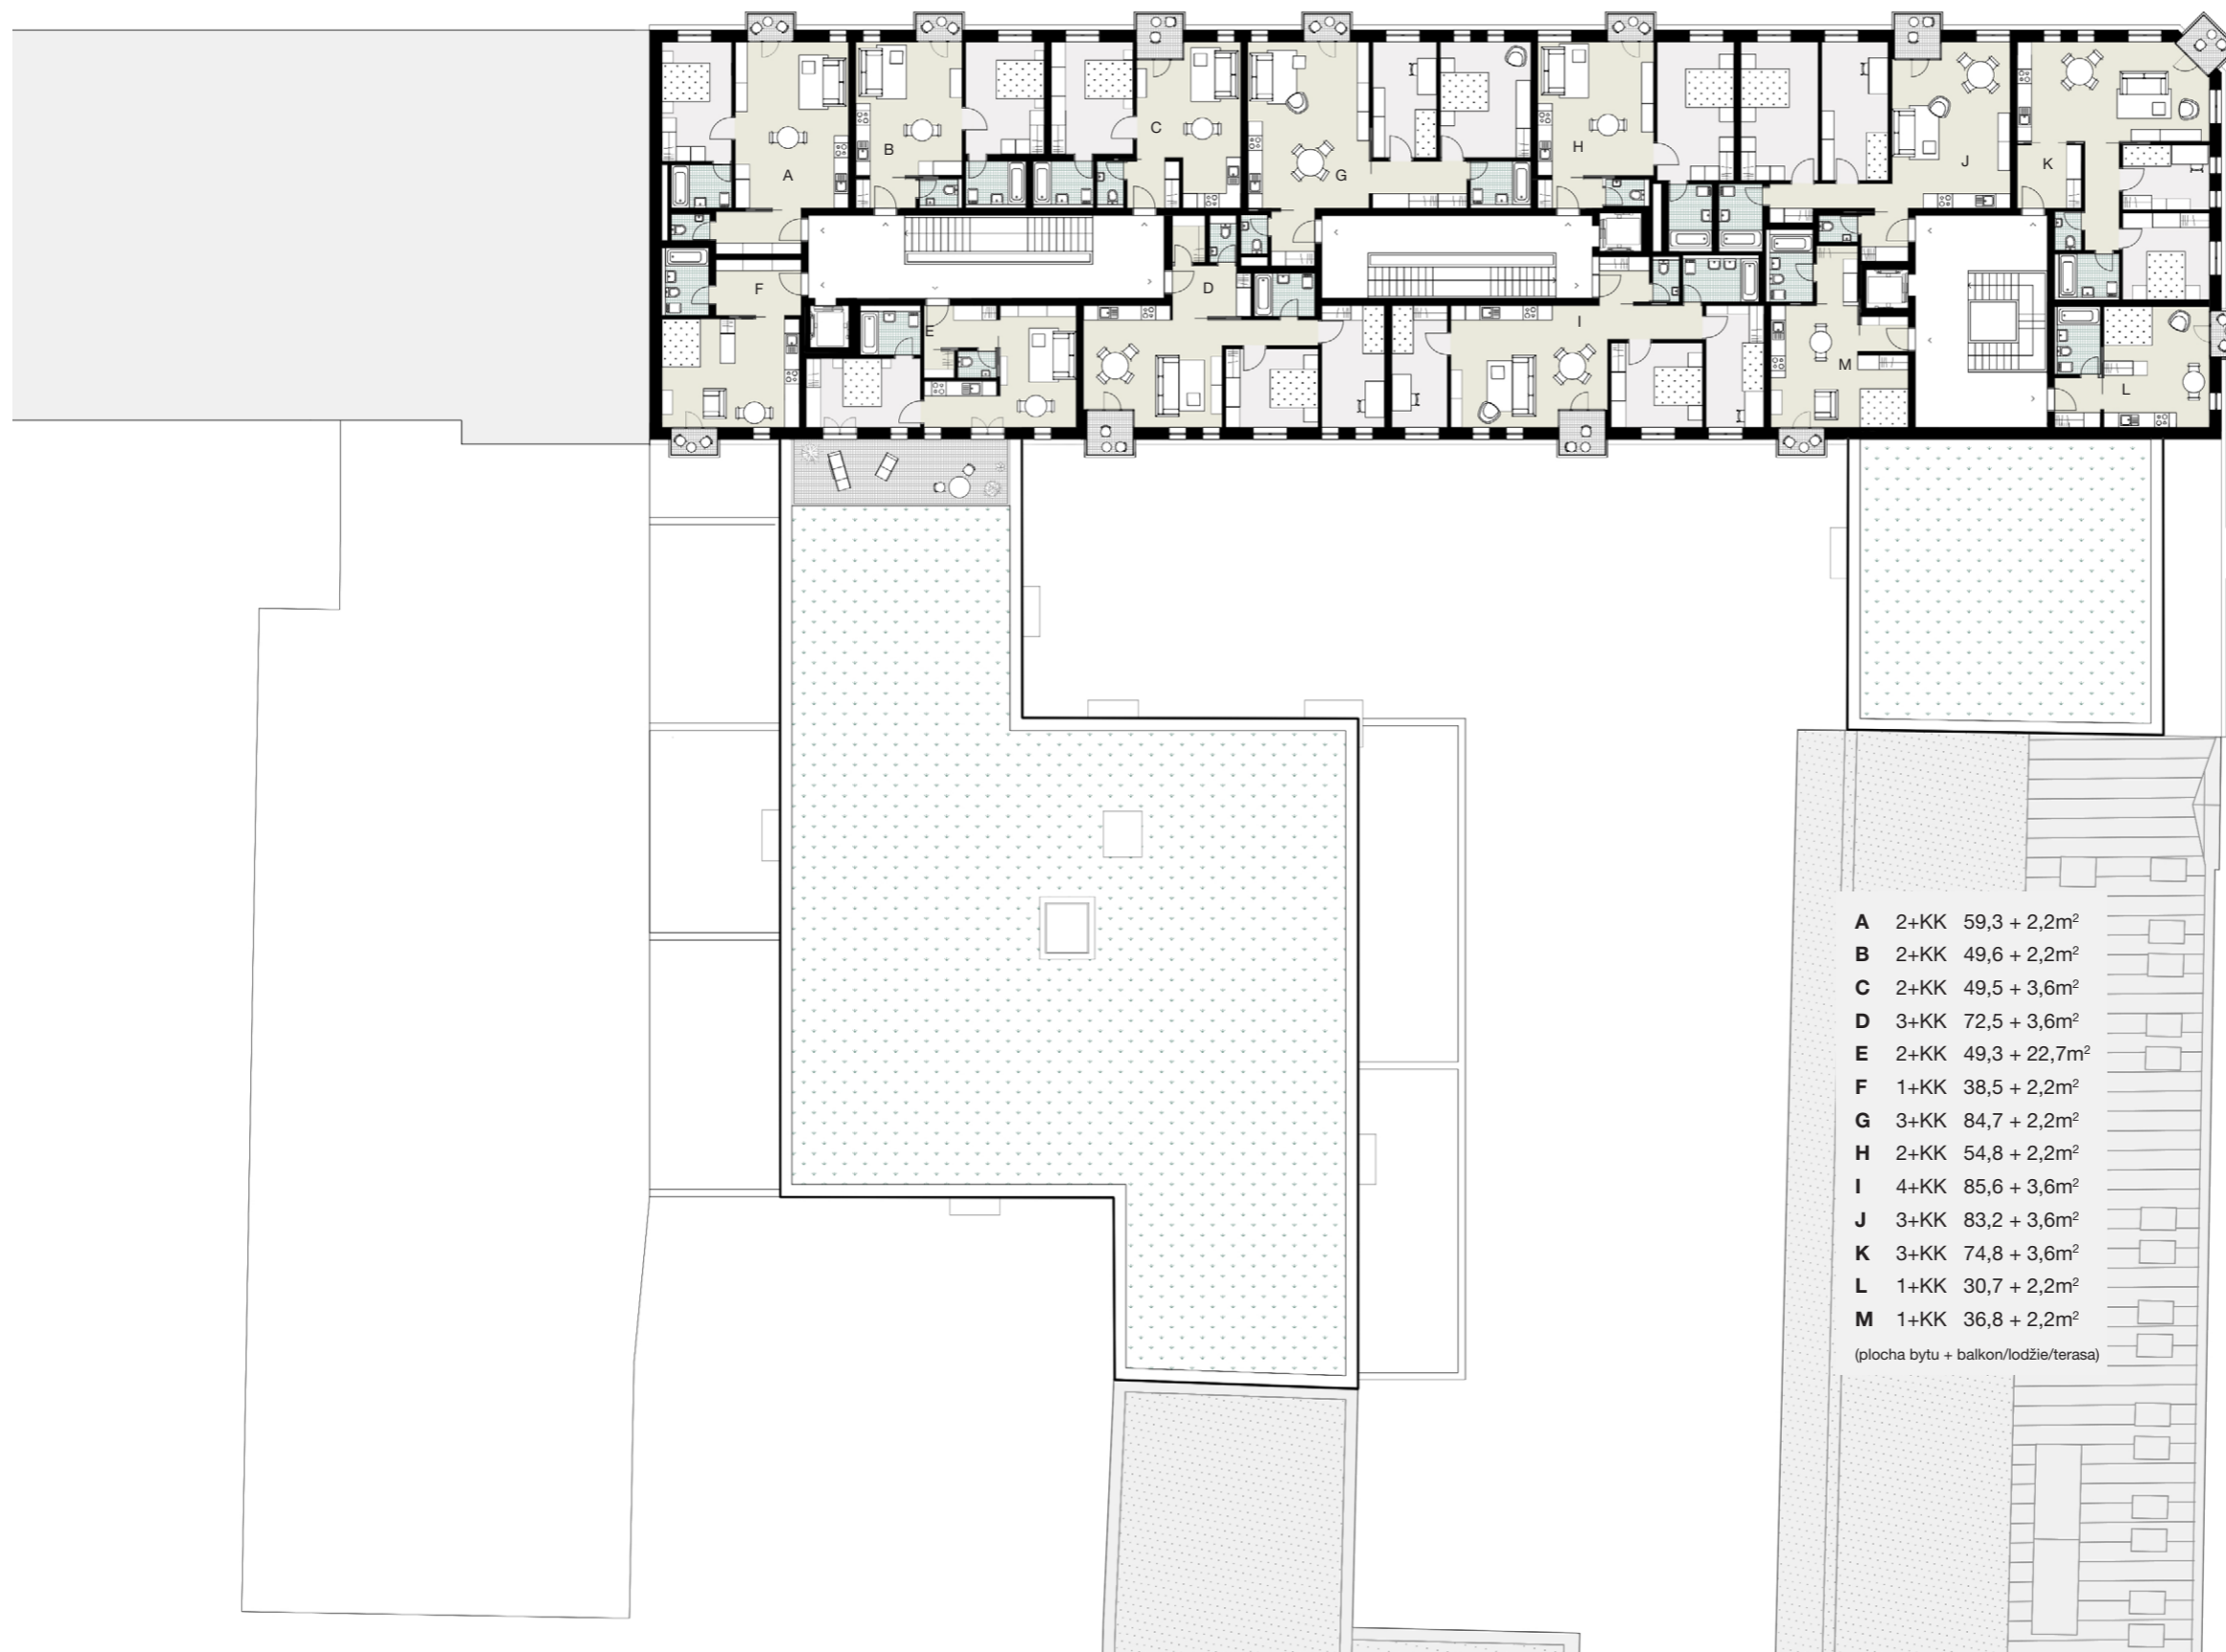 A
B
C
G
H
J
K
F
E
D
I
M
L
A 2+KK 59,3 + 2,2m²
B 2+KK 49,6 + 2,2m²
C 2+KK 49,5 + 3,6m²
D 3+KK 72,5 + 3,6m²
E 2+KK 49,3 + 22,7m²
F 1+KK 38,5 + 2,2m²
G 3+KK 84,7 + 2,2m²
H 2+KK 54,8 + 2,2m²
I 4+KK 85,6 + 3,6m²
J 3+KK 83,2 + 3,6m²
K 3+KK 74,8 + 3,6m²
L 1+KK 30,7 + 2,2m²
M 1+KK 36,8 + 2,2m²
(plocha bytu + balkon/lodžie/terasa)